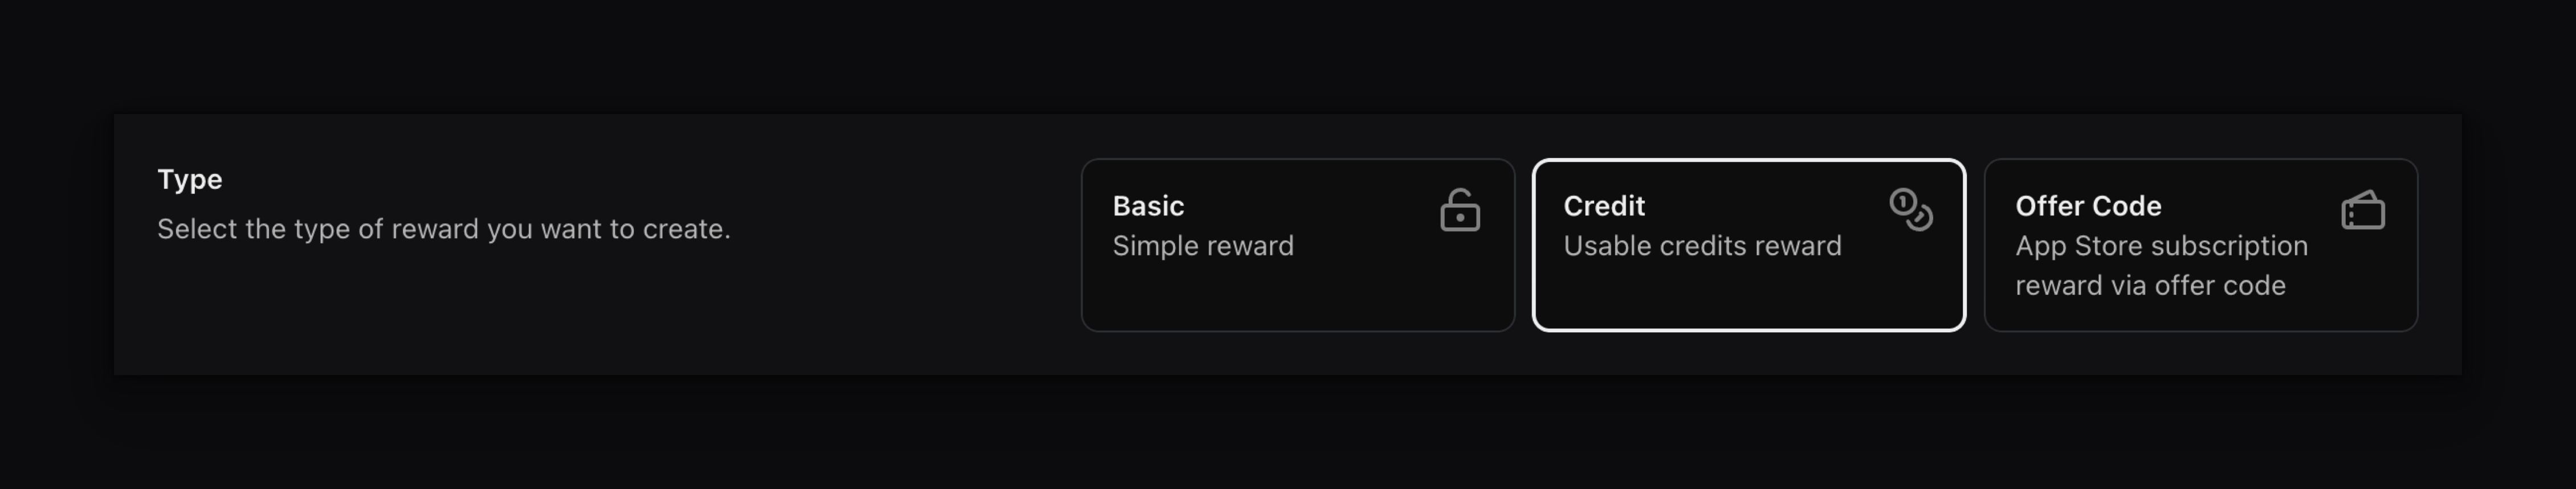 Type
Select the type of reward you want to create.
Basic
Simple reward
Credit
Usable credits reward
Offer Code
App Store subscription
reward via offer code